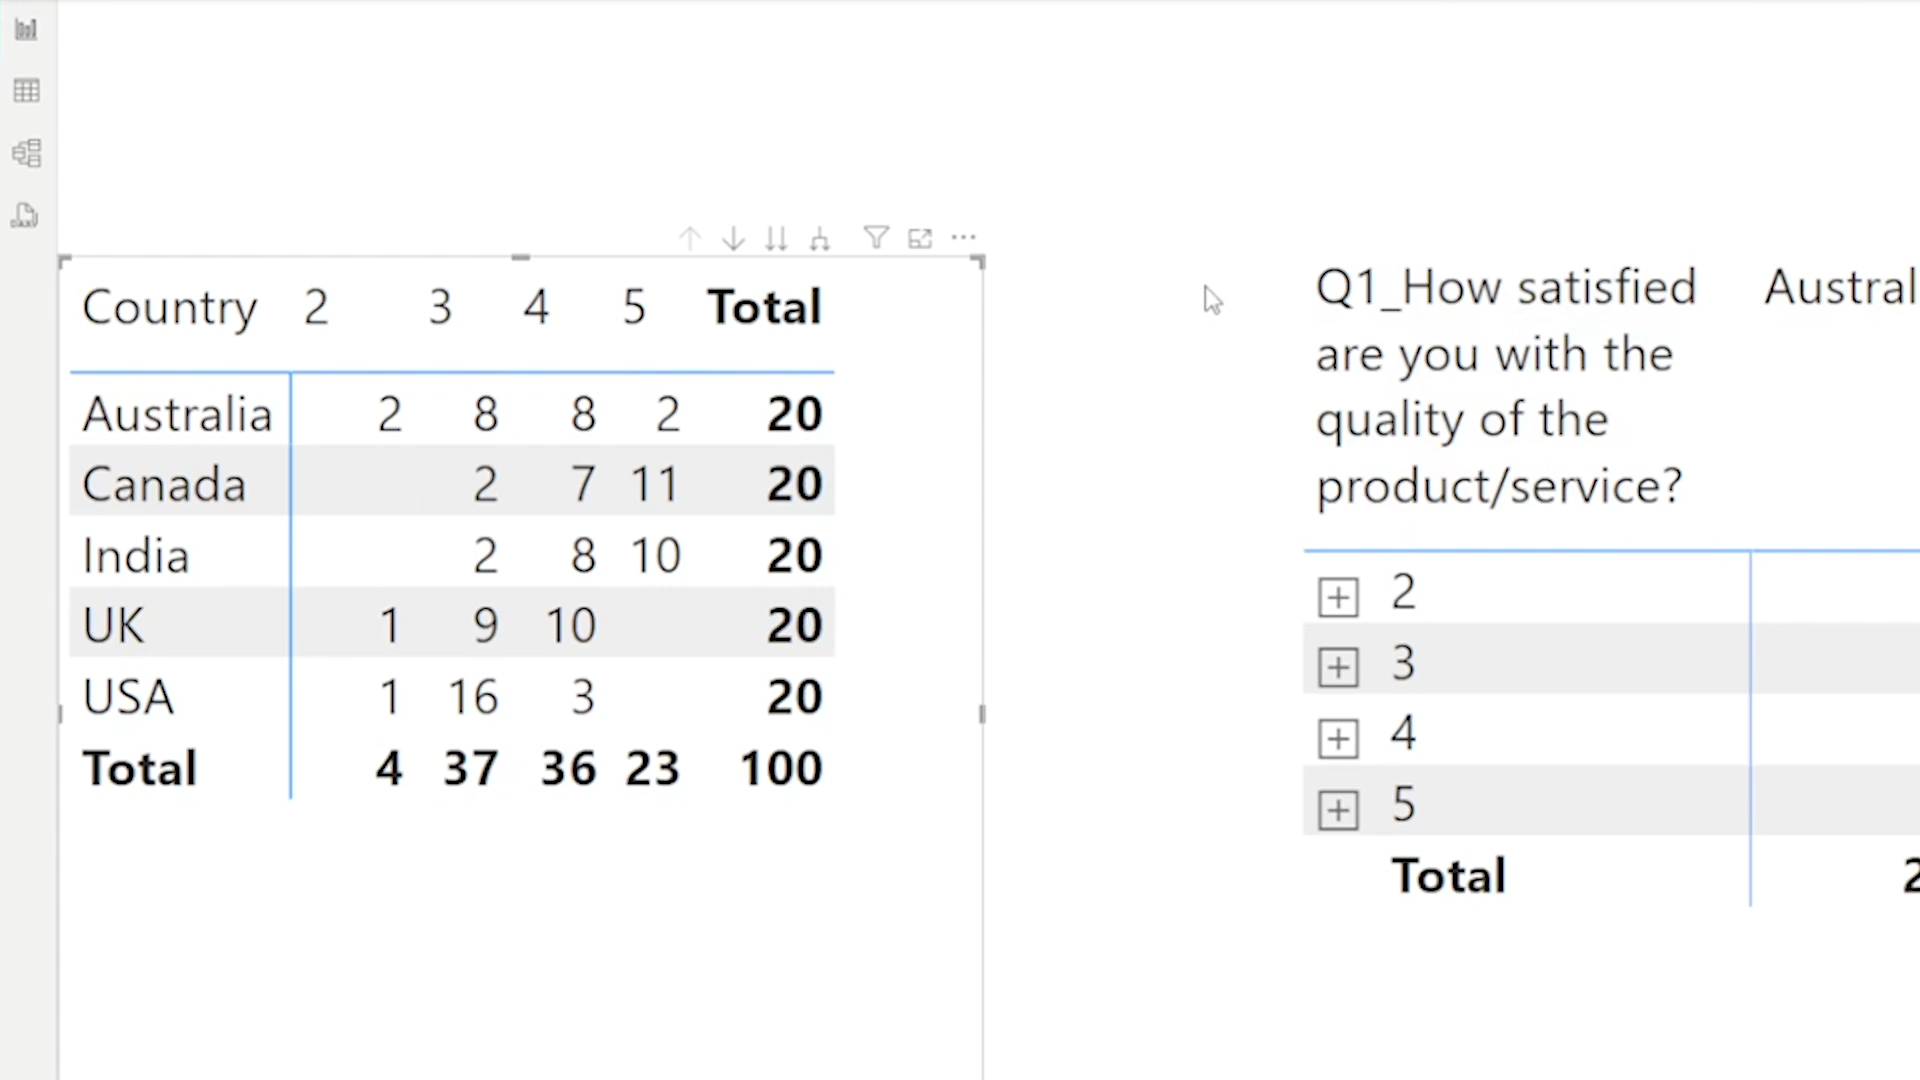 Country 2 3 4 5 Total
Australia 2 8 8 2 20
Canada 2 7 11 20
India 2 8 10 20
UK 1 9 10 20
USA 1 16 3 20
Total 4 37 36 23 100
Q1_How satisfied
are you with the
quality of the
product/service?
Austral
2
3
4
5
Total 2